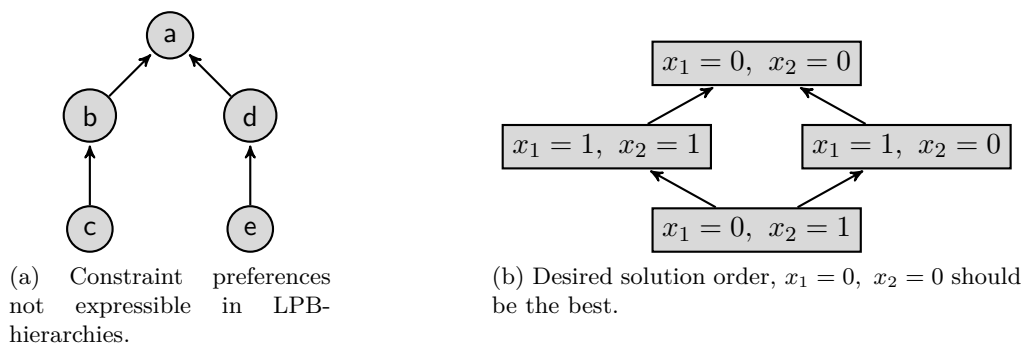 a
b
d
c
e
(a) Constraint preferences
not expressible in LPB-
hierarchies.
x₁ = 0, x₂ = 0
x₁ = 1, x₂ = 1
x₁ = 1, x₂ = 0
x₁ = 0, x₂ = 1
(b) Desired solution order, x₁ = 0, x₂ = 0 should
be the best.